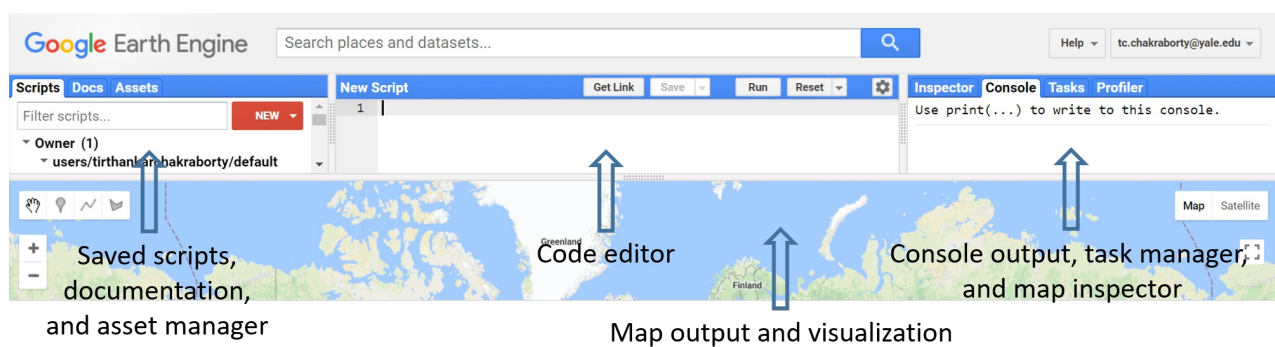 Google Earth Engine
Search places and datasets...
Help
tc.chakraborty@yale.edu
Scripts Docs Assets
New Script
Get Link Save Run Reset
Inspector Console Tasks Profiler
Filter scripts...
NEW
1
Use print(...) to write to this console.
Owner (1)
users/tirthankarchakraborty/default
Map Satellite
+
−
Greenland
Finland
Saved scripts,
documentation,
and asset manager
Code editor
Map output and visualization
Console output, task manager,
and map inspector